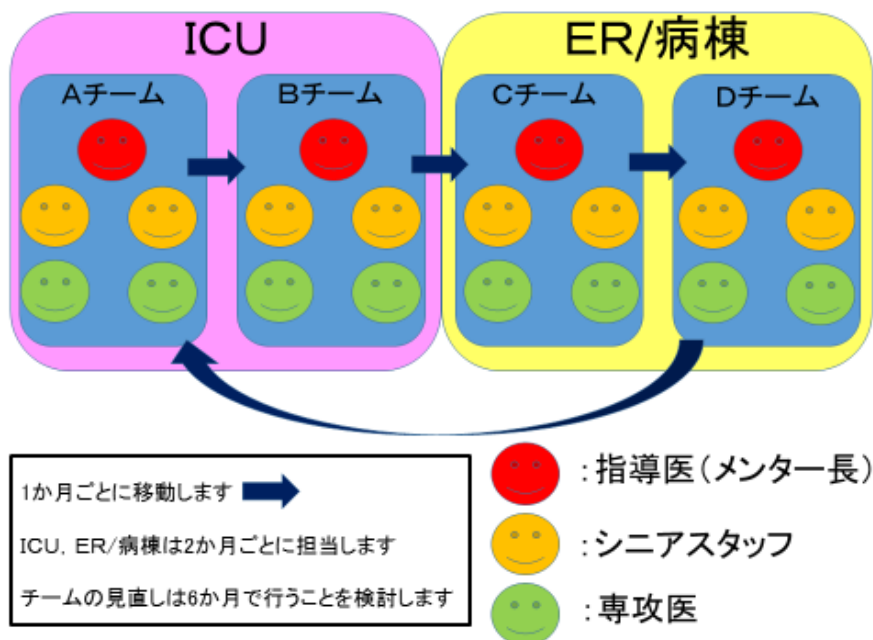 ICU
ER/病棟
Aチーム
Bチーム
Cチーム
Dチーム
1か月ごとに移動します
ICU, ER/病棟は2か月ごとに担当します
チームの見直しは6か月で行うことを検討します
:指導医(メンター長)
:シニアスタッフ
:専攻医